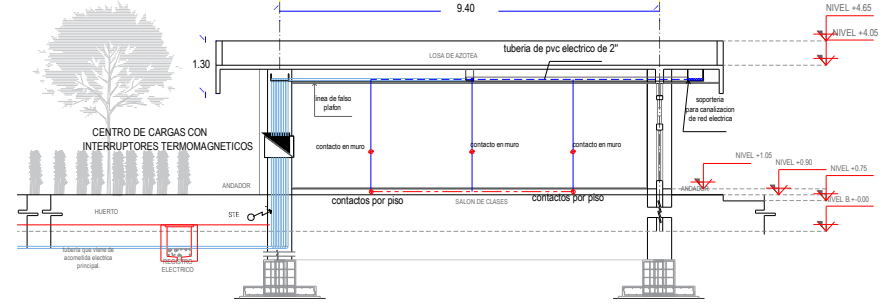 9.40
NIVEL +4.65
NIVEL +4.05
tuberia de pvc electrico de 2"
LOSA DE AZOTEA
1.30
linea de falso
plafon
soporteria
para canalizacion
de red electrica
CENTRO DE CARGAS CON
INTERRUPTORES TERMOMAGNETICOS
contacto en muro
contacto en muro
contacto en muro
NIVEL +1.05
NIVEL +0.90
NIVEL +0.75
ANDADOR
ANDADOR
contactos por piso
SALON DE CLASES
contactos por piso
NIVEL B.+-0.00
HUERTO
STE
tuberia que viene de
acometida electrica
principal.
REGISTRO
ELECTRICO